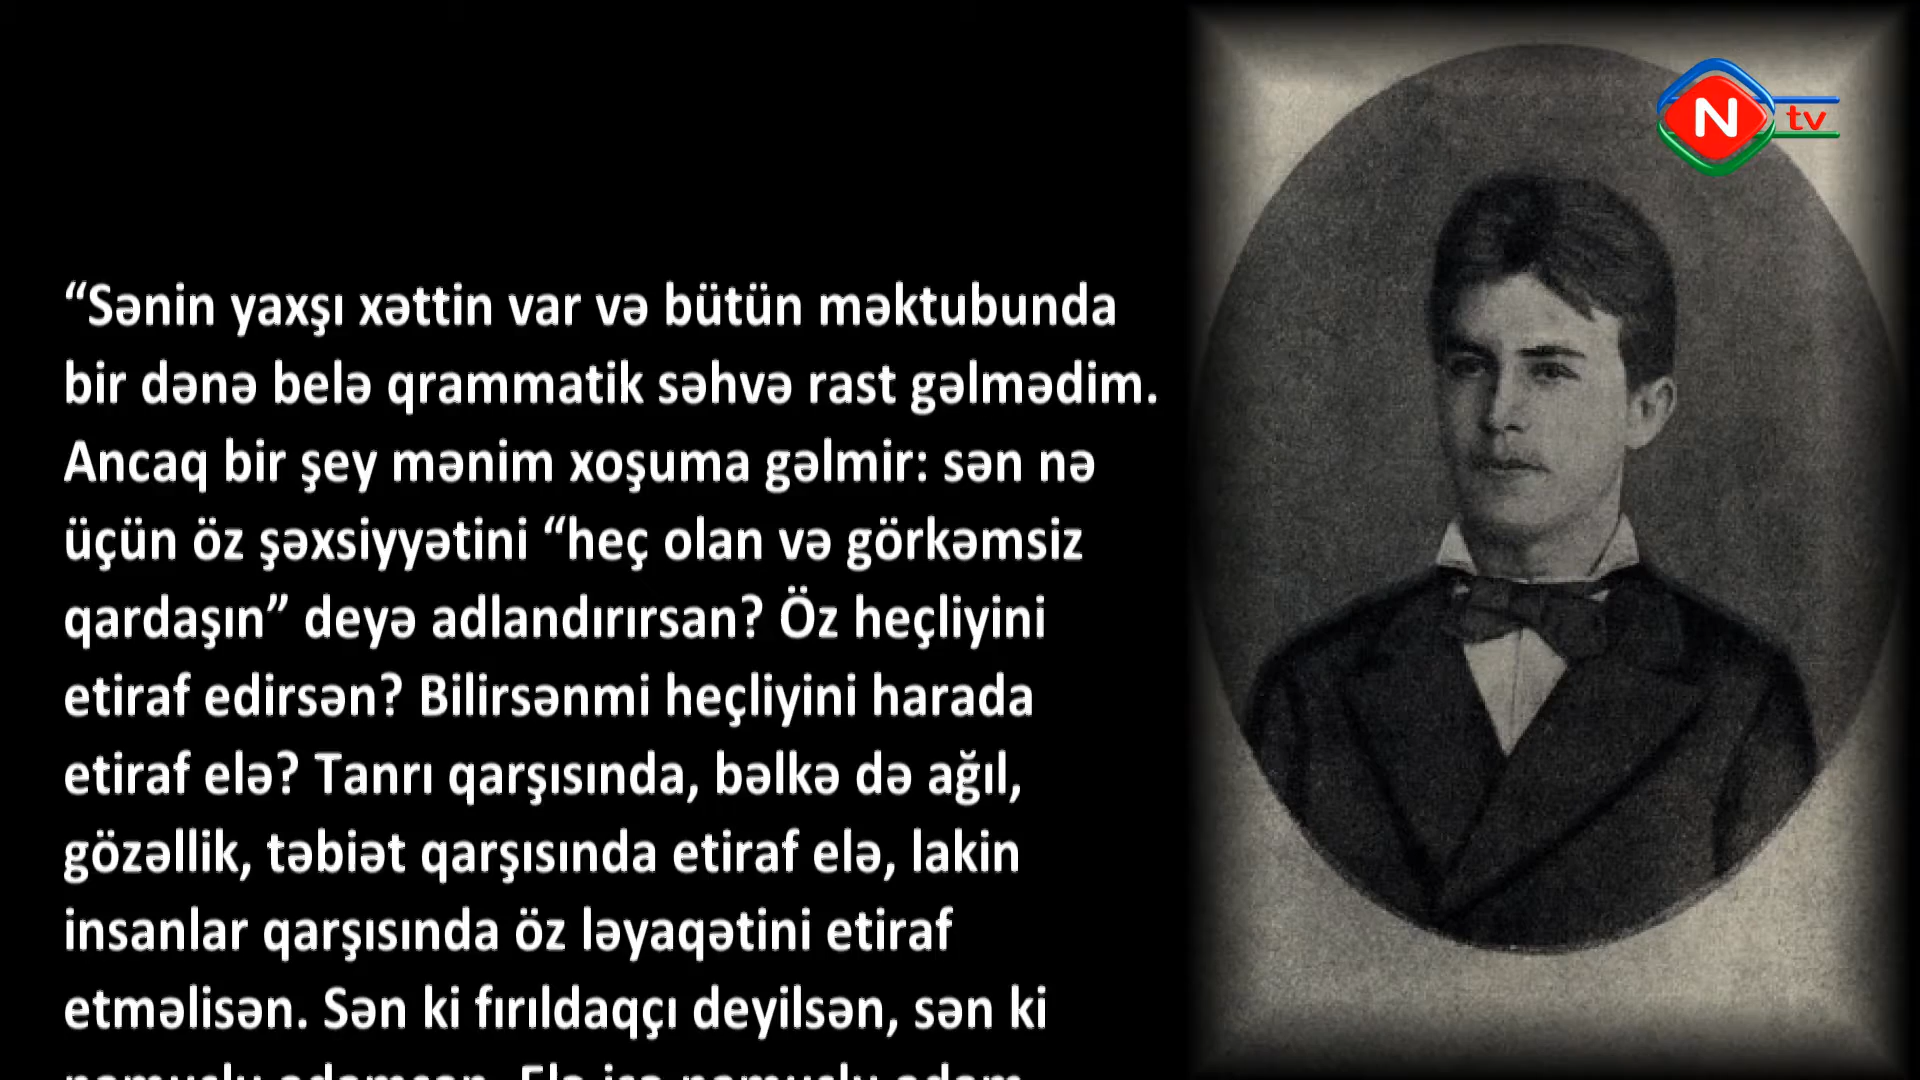 N tv
“Sənin yaxşı xəttin var və bütün məktubunda
bir dənə belə qrammatik səhvə rast gəlmədim.
Ancaq bir şey mənim xoşuma gəlmir: sən nə
üçün öz şəxsiyyətini “heç olan və görkəmsiz
qardaşın” deyə adlandırırsan? Öz heçliyini
etiraf edirsən? Bilirsənmi heçliyini harada
etiraf elə? Tanrı qarşısında, bəlkə də ağıl,
gözəllik, təbiət qarşısında etiraf elə, lakin
insanlar qarşısında öz ləyaqətini etiraf
etməlisən. Sən ki fırıldaqçı deyilsən, sən ki